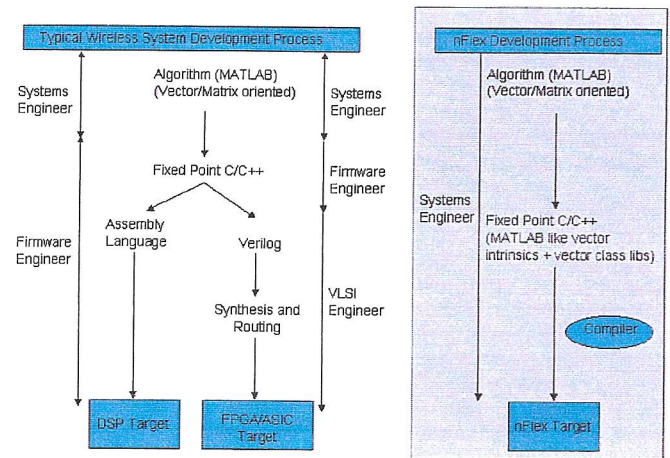 Typical Wireless System Development Process
Systems
Engineer
Algorithm (MATLAB)
(Vector/Matrix oriented)
Systems
Engineer
Fixed Point C/C++
Firmware
Engineer
Assembly
Language
Verilog
Firmware
Engineer
Synthesis and
Routing
VLSI
Engineer
DSP Target
FPGA/ASIC
Target
nFlex Development Process
Algorithm (MATLAB)
(Vector/Matrix oriented)
Systems
Engineer
Fixed Point C/C++
(MATLAB like vector
intrinsics + vector class libs)
Compiler
nFlex Target